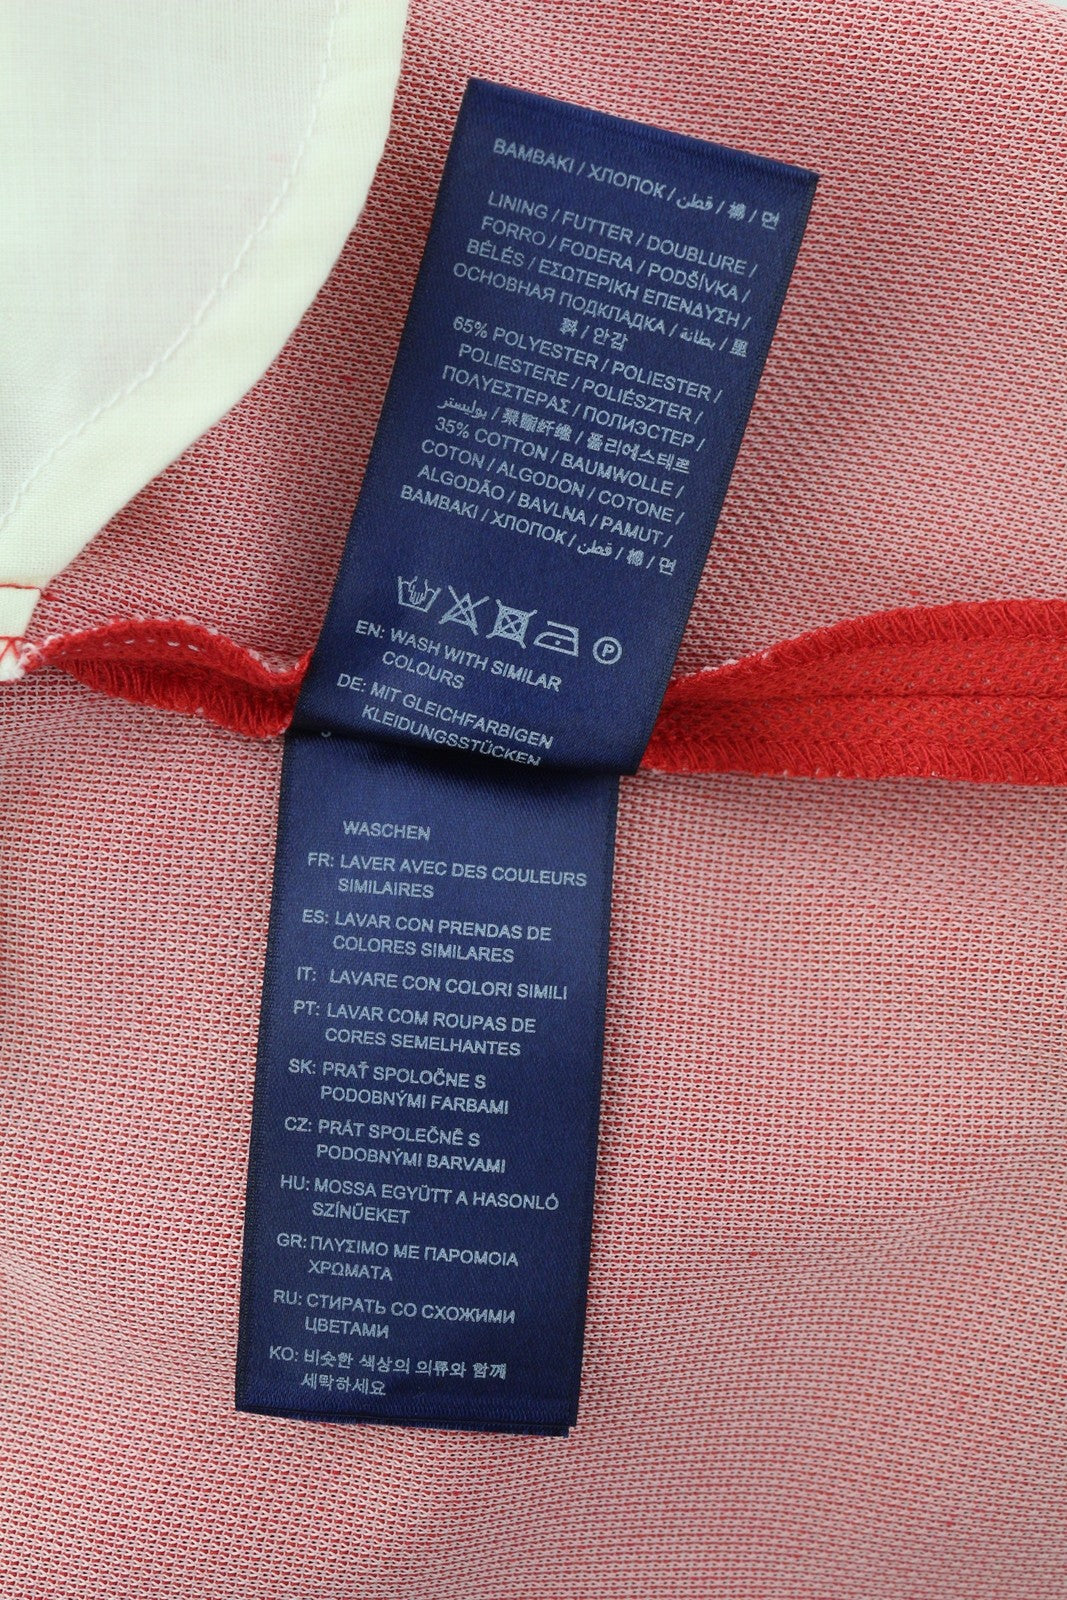 ΒΑΜΒΑΚΙ / ХЛОПОК / قطن / 棉 / 면
LINING / FUTTER / DOUBLURE /
FORRO / FODERA / PODŠÍVKA /
BÉLÉS / ΕΣΩΤΕΡΙΚΗ ΕΠΕΝΔΥΣΗ /
ОСНОВНАЯ ПОДКЛАДКА / بطانة / 里
料 / 안감
65% POLYESTER / POLIESTER /
POLIESTERE / POLIÉSZTER /
ΠΟΛΥΕΣΤΕΡΑΣ / ПОЛИЭСТЕР /
بوليستر / 聚酯纤维 / 폴리에스테르
35% COTTON / BAUMWOLLE /
COTON / ALGODON / COTONE /
ALGODÃO / BAVLNA / PAMUT /
ΒΑΜΒΑΚΙ / ХЛОПОК / قطن / 棉 / 면
P
EN: WASH WITH SIMILAR
COLOURS
DE: MIT GLEICHFARBIGEN
KLEIDUNGSSTÜCKEN
WASCHEN
FR: LAVER AVEC DES COULEURS
SIMILAIRES
ES: LAVAR CON PRENDAS DE
COLORES SIMILARES
IT: LAVARE CON COLORI SIMILI
PT: LAVAR COM ROUPAS DE
CORES SEMELHANTES
SK: PRAŤ SPOLOČNE S
PODOBNÝMI FARBAMI
CZ: PRÁT SPOLEČNĚ S
PODOBNÝMI BARVAMI
HU: MOSSA EGYÜTT A HASONLÓ
SZÍNŰEKET
GR: ΠΛΥΣΙΜΟ ΜΕ ΠΑΡΟΜΟΙΑ
ΧΡΩΜΑΤΑ
RU: СТИРАТЬ СО СХОЖИМИ
ЦВЕТАМИ
KO: 비슷한 색상의 의류와 함께
세탁하세요